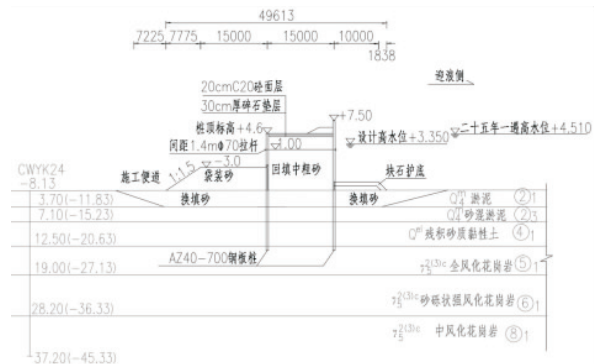 49613
7225 7775 15000 15000 10000
1838
20cmC20砼面层
30cm厚碎石垫层
迎浪侧
+7.50
桩顶标高+4.6
二十五年一遇高水位+4.510
间距1.4mφ70拉杆
1.00
设计高水位+3.350
-3.0
CWYK24
-8.13
施工便道
1:1.5
袋装砂
回填中粗砂
块石护底
3.70(-11.83)
换填砂
换填砂
淤泥 ②1
7.10(-15.23)
砂混淤泥 ②3
12.50(-20.63)
残积砂质黏性土 ④1
AZ40-700钢板桩
19.00(-27.13)
全风化花岗岩 ⑤1
28.20(-36.33)
砂砾状强风化花岗岩 ⑥1
中风化花岗岩 ⑧1
37.20(-45.33)